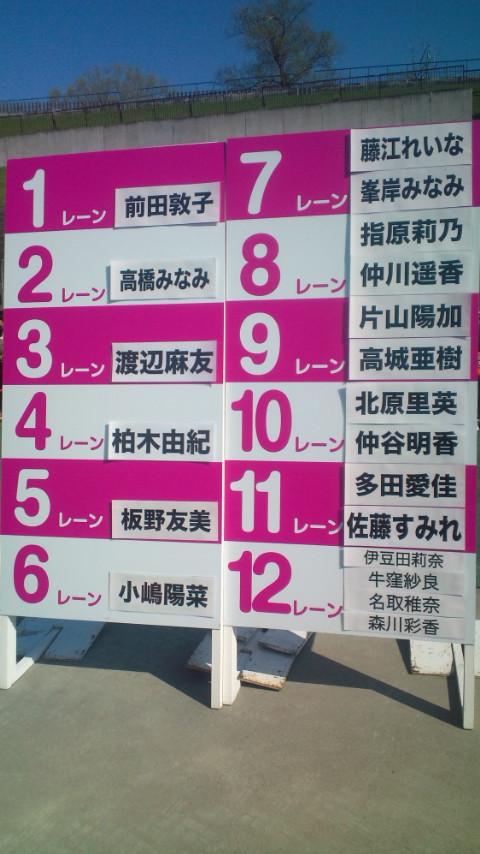 1 レーン 前田敦子
2 レーン 高橋みなみ
3 レーン 渡辺麻友
4 レーン 柏木由紀
5 レーン 板野友美
6 レーン 小嶋陽菜
7 レーン 藤江れいな
峯岸みなみ
8 レーン 指原莉乃
仲川遥香
9 レーン 片山陽加
高城亜樹
10 レーン 北原里英
仲谷明香
11 レーン 多田愛佳
佐藤すみれ
12 レーン 伊豆田莉奈
牛窪紗良
名取稚奈
森川彩香